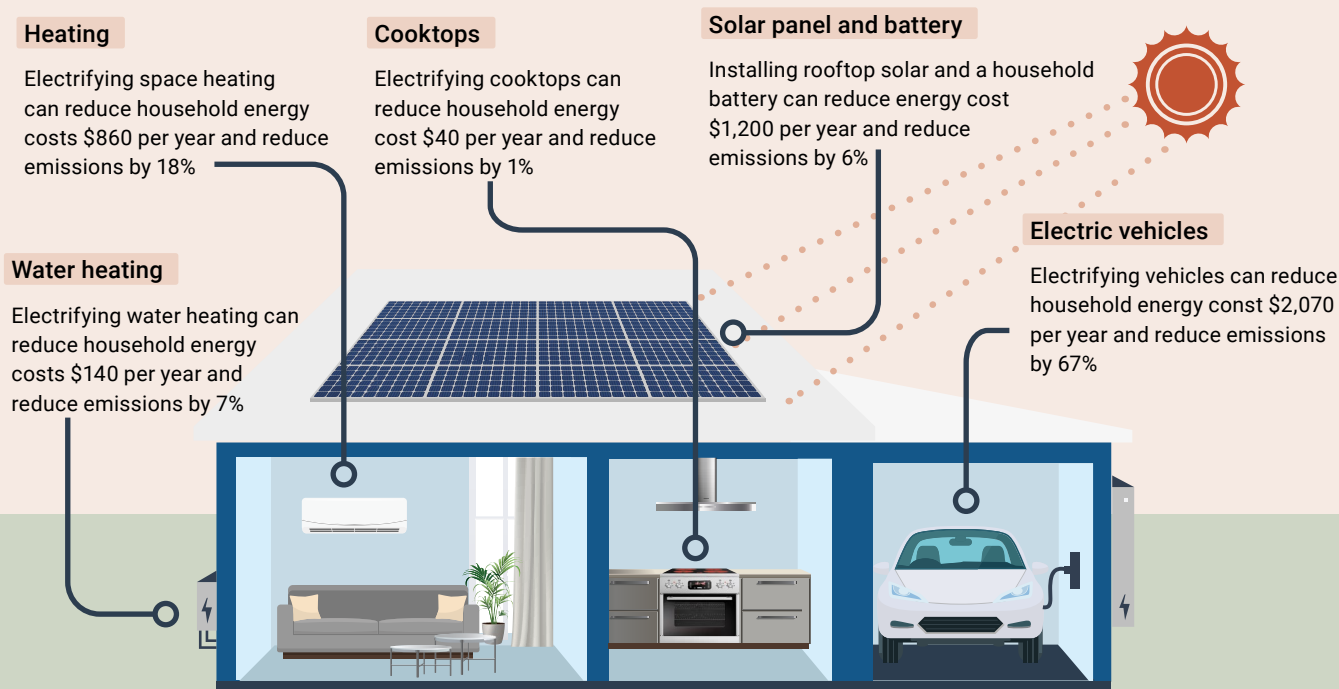 Heating
Electrifying space heating
can reduce household energy
costs $860 per year and reduce
emissions by 18%
Cooktops
Electrifying cooktops can
reduce household energy
cost $40 per year and reduce
emissions by 1%
Solar panel and battery
Installing rooftop solar and a household
battery can reduce energy cost
$1,200 per year and reduce
emissions by 6%
Water heating
Electrifying water heating can
reduce household energy
costs $140 per year and
reduce emissions by 7%
Electric vehicles
Electrifying vehicles can reduce
household energy const $2,070
per year and reduce emissions
by 67%